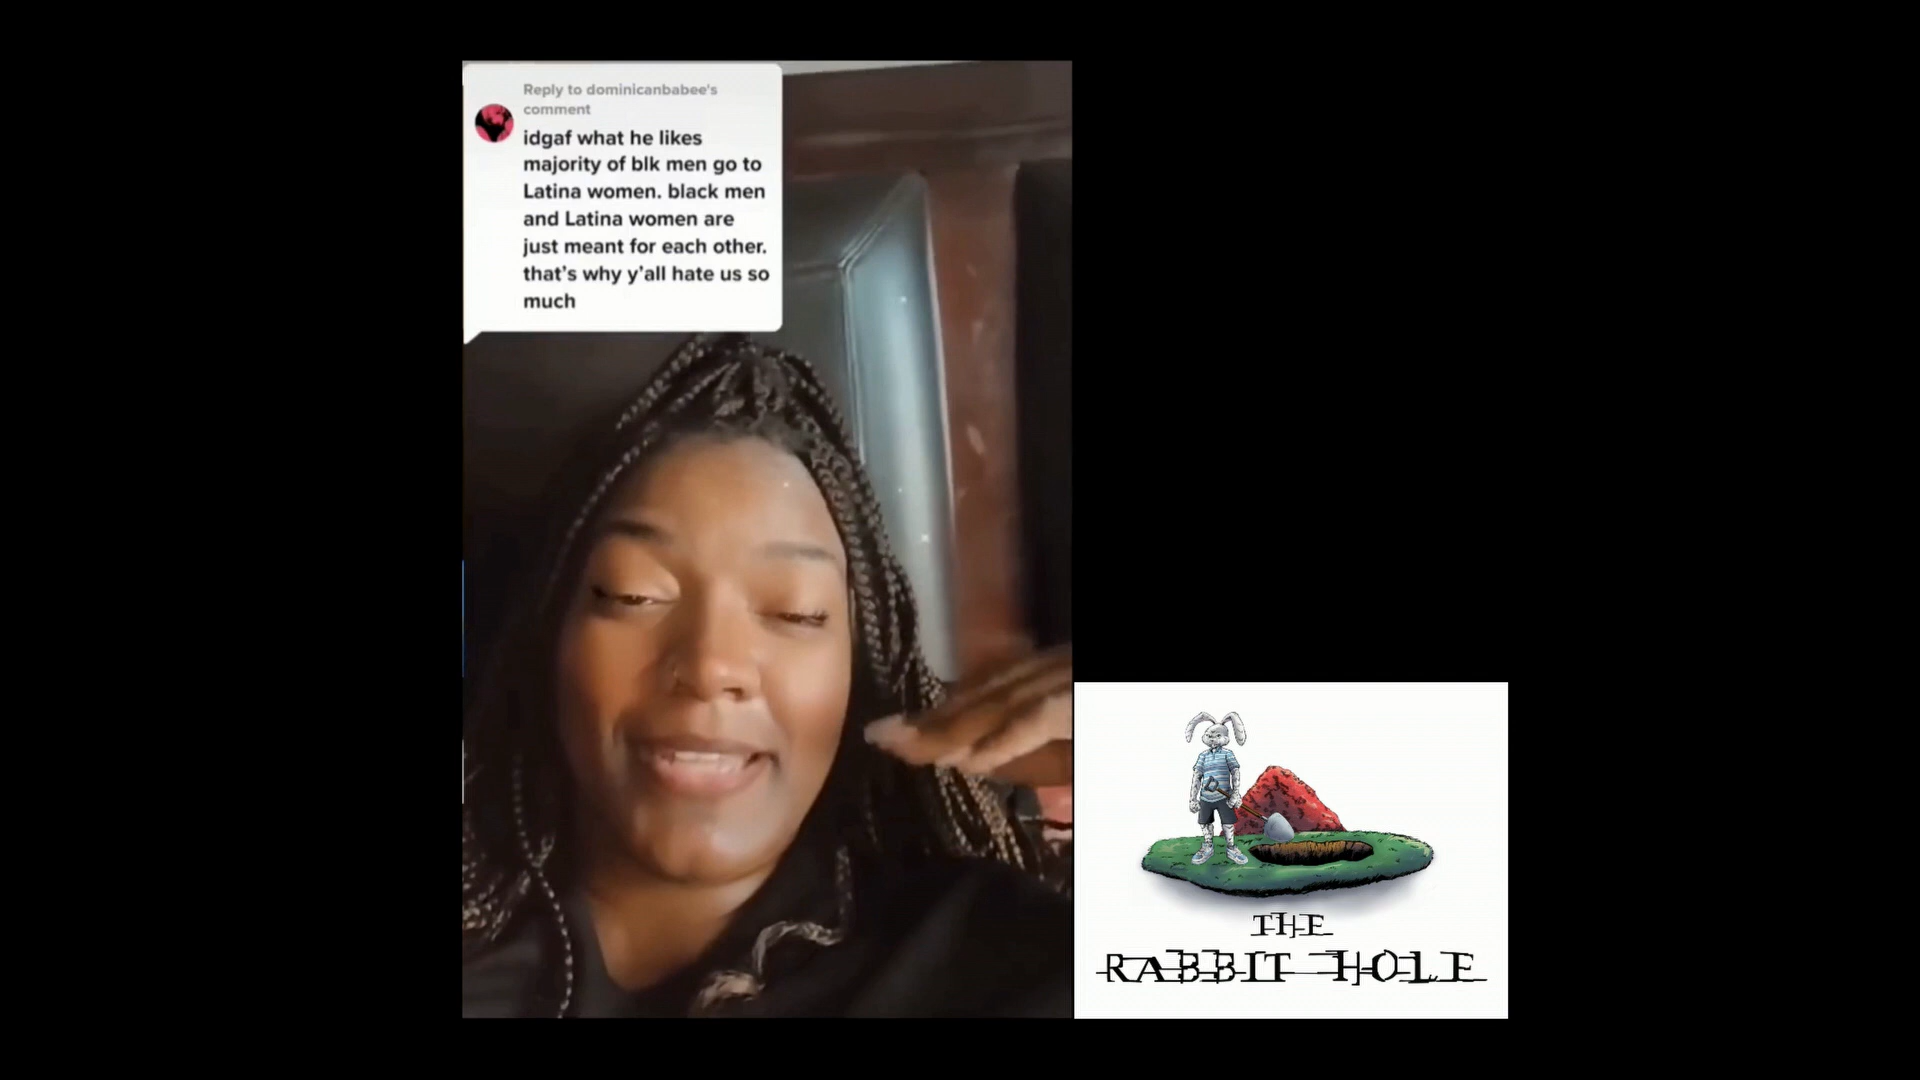 Reply to dominicanbabee's
comment
idgaf what he likes
majority of blk men go to
Latina women. black men
and Latina women are
just meant for each other.
that’s why y’all hate us so
much
THE
RABBIT HOLE